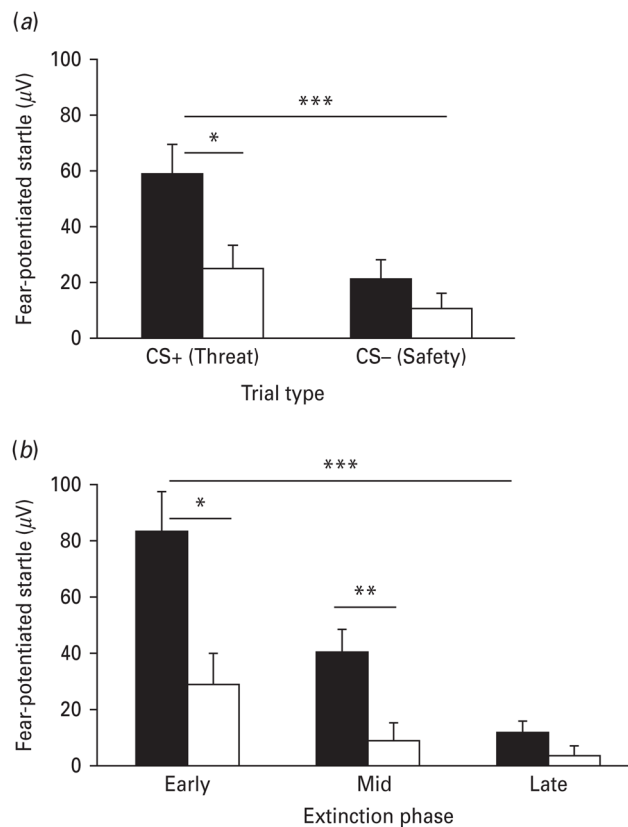 (a)
100
80
60
40
20
0
Fear-potentiated startle (μV)
***
*
CS+ (Threat)
CS– (Safety)
Trial type
(b)
100
80
60
40
20
0
Fear-potentiated startle (μV)
***
*
**
Early
Mid
Late
Extinction phase